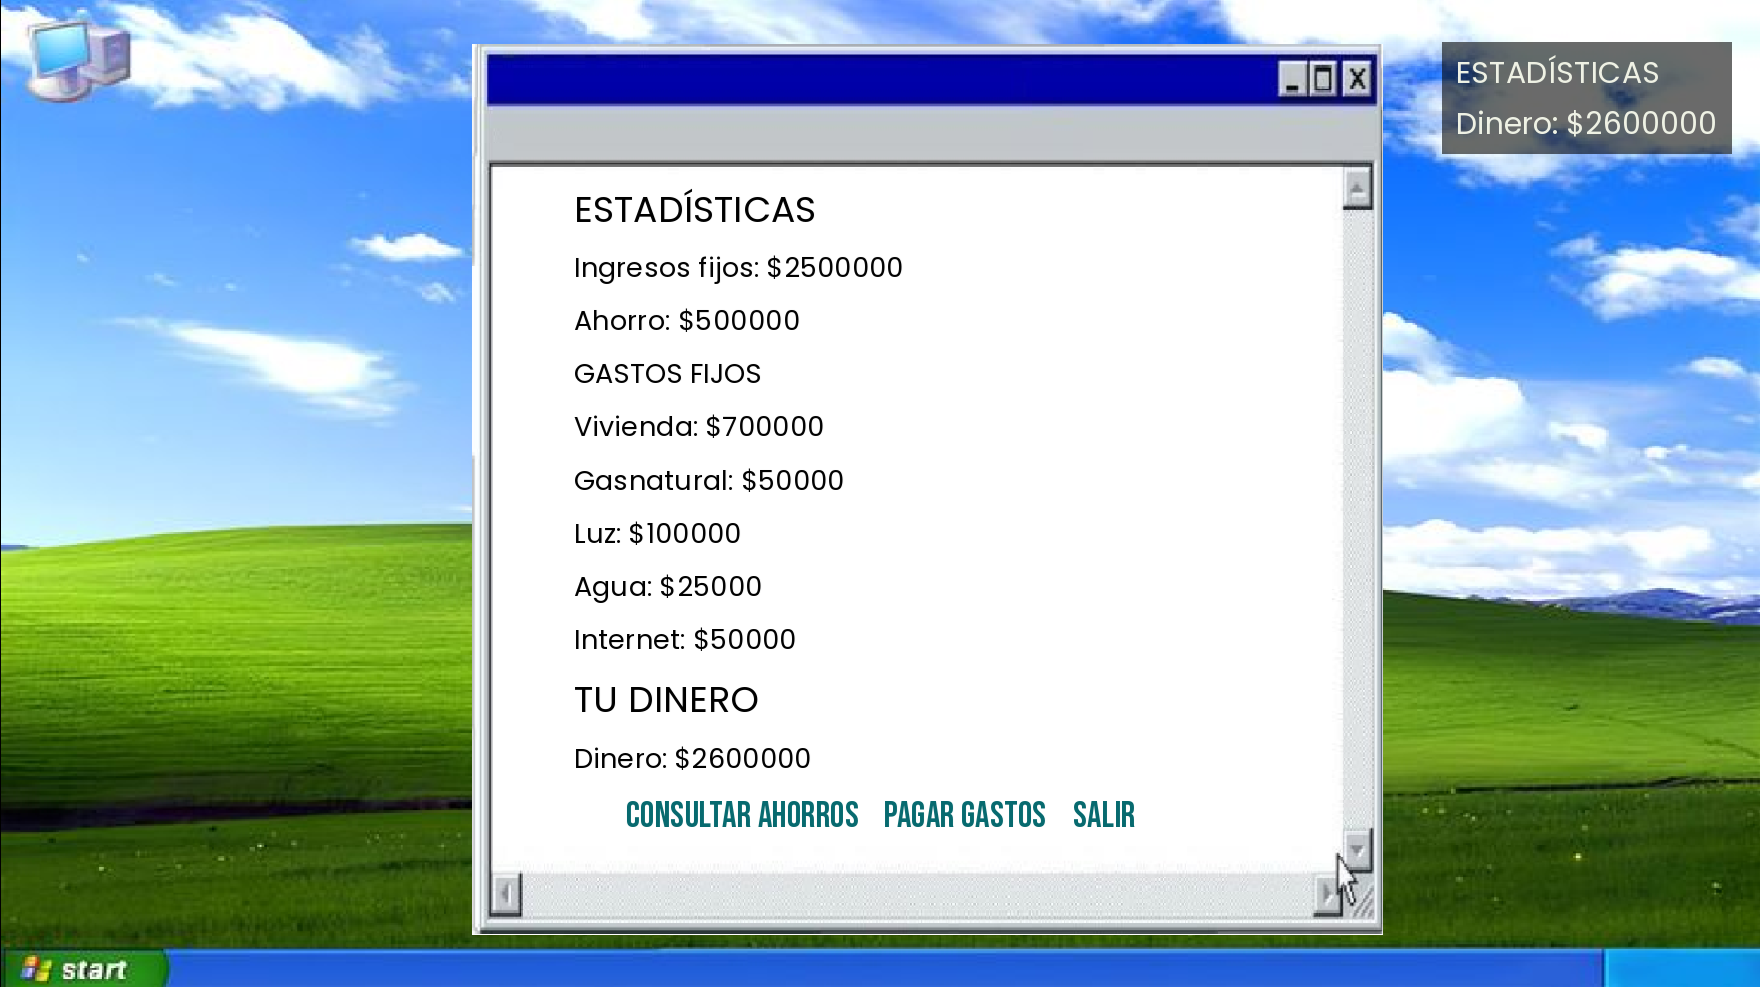 ESTADÍSTICAS
Dinero: $2600000
ESTADÍSTICAS
Ingresos fijos: $2500000
Ahorro: $500000
GASTOS FIJOS
Vivienda: $700000
Gasnatural: $50000
Luz: $100000
Agua: $25000
Internet: $50000
TU DINERO
Dinero: $2600000
CONSULTAR AHORROS PAGAR GASTOS SALIR
start